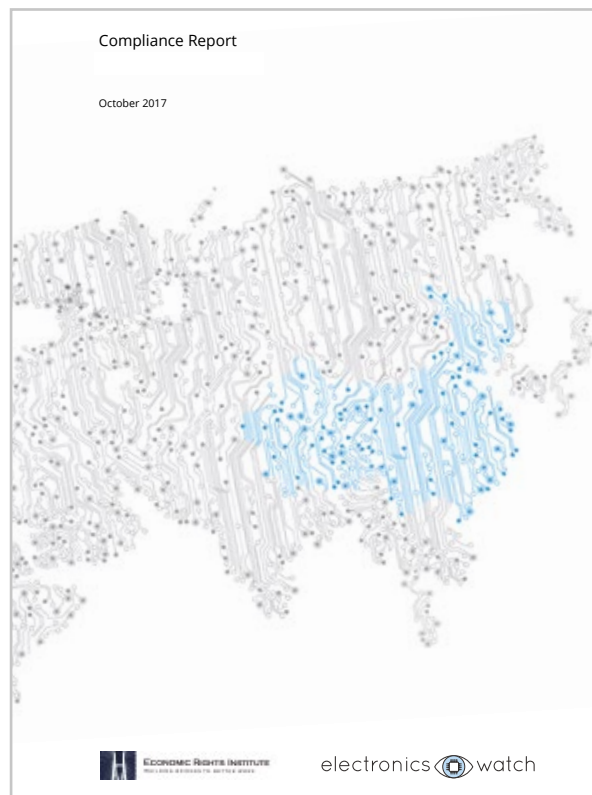 Compliance Report
October 2017
ECONOMIC RIGHTS INSTITUTE
electronics watch